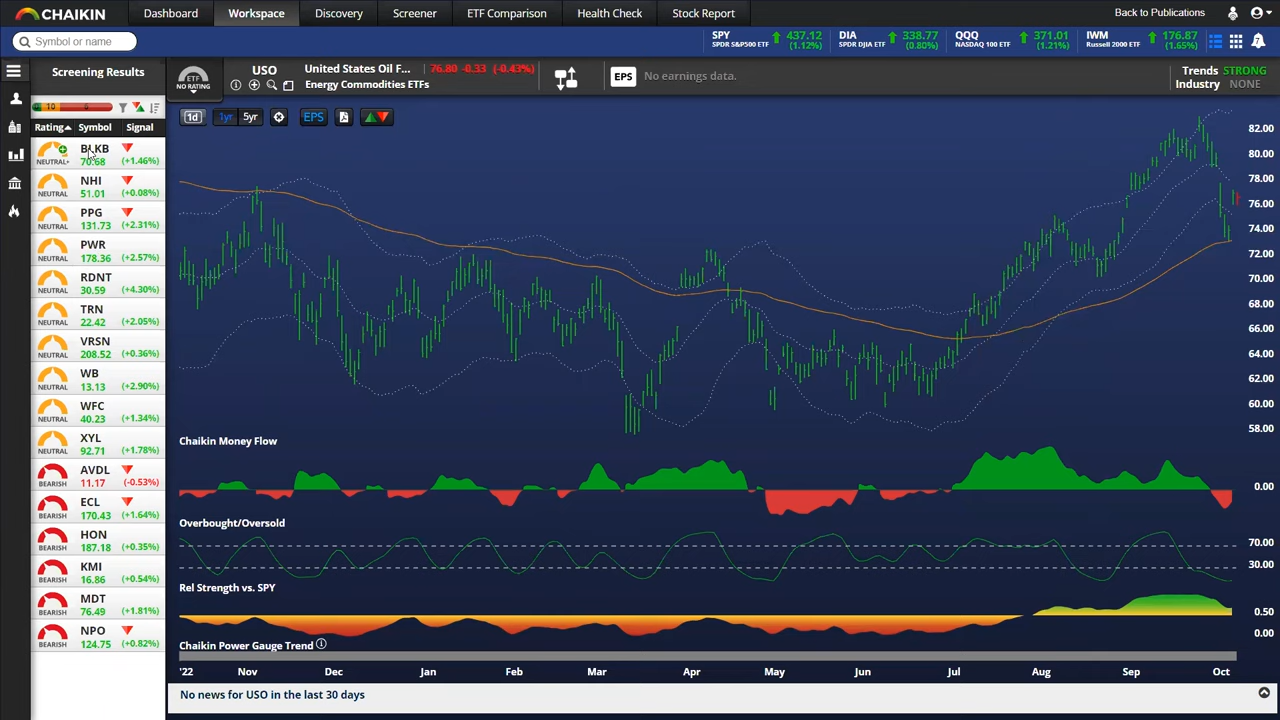 CHAIKIN
Dashboard
Workspace
Discovery
Screener
ETF Comparison
Health Check
Stock Report
Back to Publications
Symbol or name
SPY 437.12
SPDR S&P500 ETF (1.12%)
DIA 338.77
SPDR DJIA ETF (0.80%)
QQQ 371.01
NASDAQ 100 ETF (1.21%)
IWM 176.87
Russell 2000 ETF (1.65%)
Screening Results
ETF
NO RATING
USO
United States Oil F...
76.80 -0.33 (-0.43%)
Energy Commodities ETFs
EPS
No earnings data.
Trends STRONG
Industry NONE
10
6
Rating Symbol Signal
BLKB
NEUTRAL+ 70.68 (+1.46%)
NHI
NEUTRAL 51.01 (+0.08%)
PPG
NEUTRAL 131.73 (+2.31%)
PWR
NEUTRAL 178.36 (+2.57%)
RDNT
NEUTRAL 30.59 (+4.30%)
TRN
NEUTRAL 22.42 (+2.05%)
VRSN
NEUTRAL 208.52 (+0.36%)
WB
NEUTRAL 13.13 (+2.90%)
WFC
NEUTRAL 40.23 (+1.34%)
XYL
NEUTRAL 92.71 (+1.78%)
AVDL
BEARISH 11.17 (-0.53%)
ECL
BEARISH 170.43 (+1.64%)
HON
BEARISH 187.18 (+0.35%)
KMI
BEARISH 16.86 (+0.54%)
MDT
BEARISH 76.49 (+1.81%)
NPO
BEARISH 124.75 (+0.82%)
1d
1yr
5yr
EPS
82.00
80.00
78.00
76.00
74.00
72.00
70.00
68.00
66.00
64.00
62.00
60.00
58.00
Chaikin Money Flow
0.00
Overbought/Oversold
70.00
30.00
Rel Strength vs. SPY
0.50
0.00
Chaikin Power Gauge Trend
'22 Nov Dec Jan Feb Mar Apr May Jun Jul Aug Sep Oct
No news for USO in the last 30 days